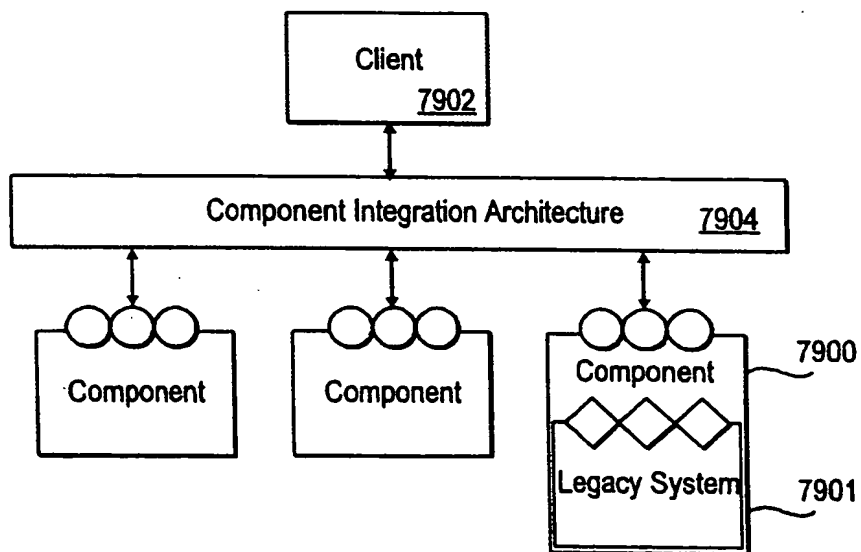 Client
7902
Component Integration Architecture 7904
Component
Component
Component
7900
Legacy System
7901